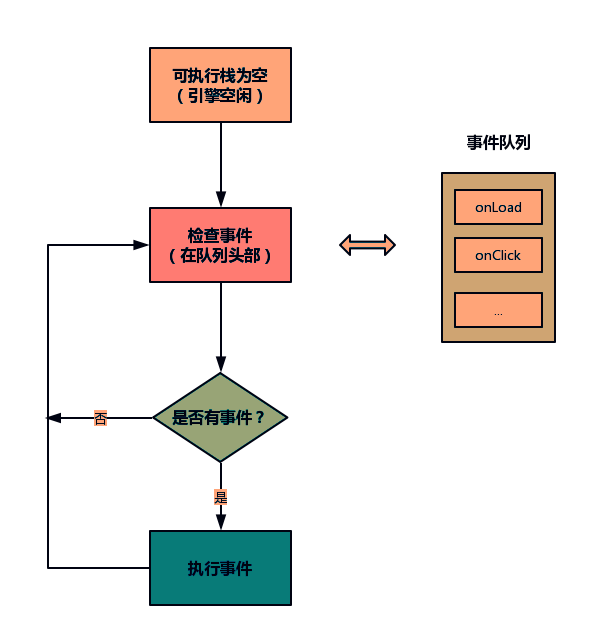 可执行栈为空
（引擎空闲）
事件队列
onLoad
检查事件
（在队列头部）
onClick
...
是否有事件？
否
是
执行事件